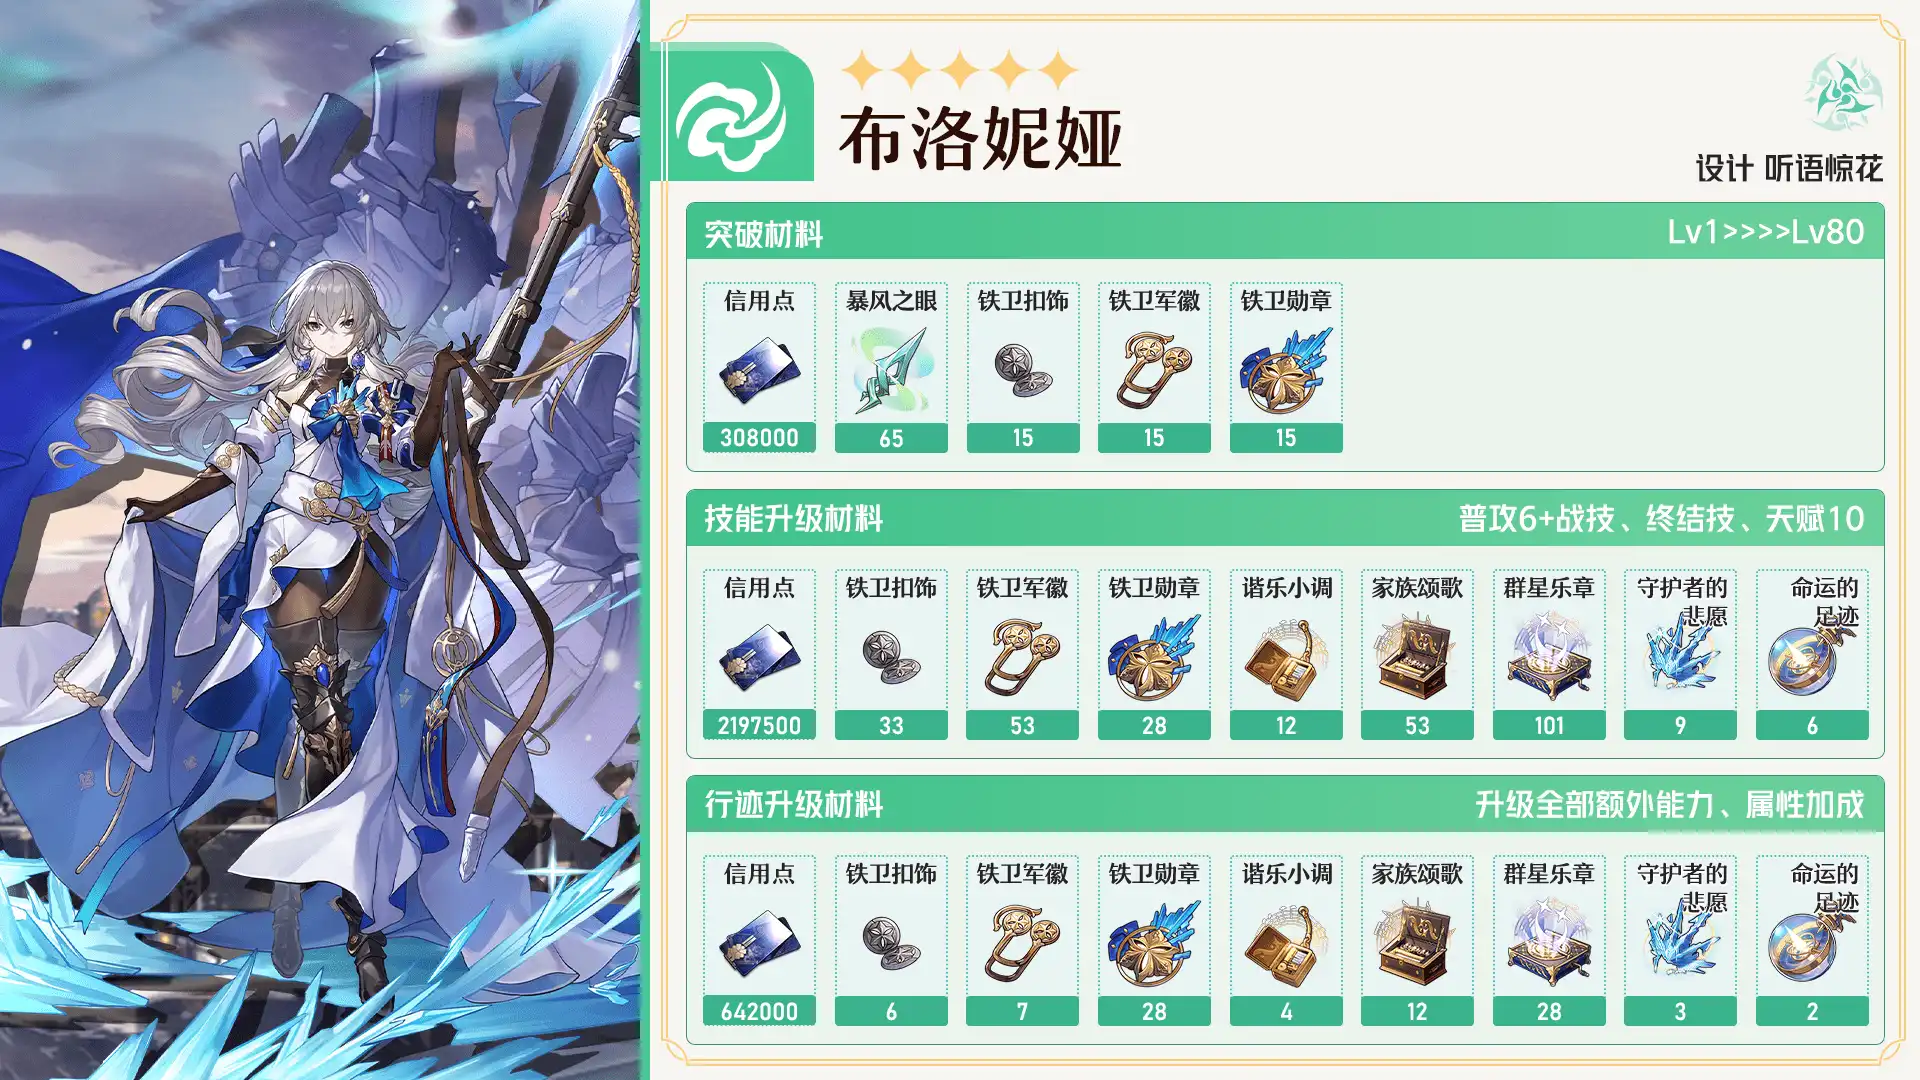 布洛妮娅
设计 听语惊花
突破材料 Lv1>>>>Lv80
信用点 暴风之眼 铁卫扣饰 铁卫军徽 铁卫勋章
308000 65 15 15 15
技能升级材料 普攻6+战技、终结技、天赋10
信用点 铁卫扣饰 铁卫军徽 铁卫勋章 谐乐小调 家族颂歌 群星乐章 守护者的 命运的
悲愿 足迹
2197500 33 53 28 12 53 101 9 6
行迹升级材料 升级全部额外能力、属性加成
信用点 铁卫扣饰 铁卫军徽 铁卫勋章 谐乐小调 家族颂歌 群星乐章 守护者的 命运的
悲愿 足迹
642000 6 7 28 4 12 28 3 2